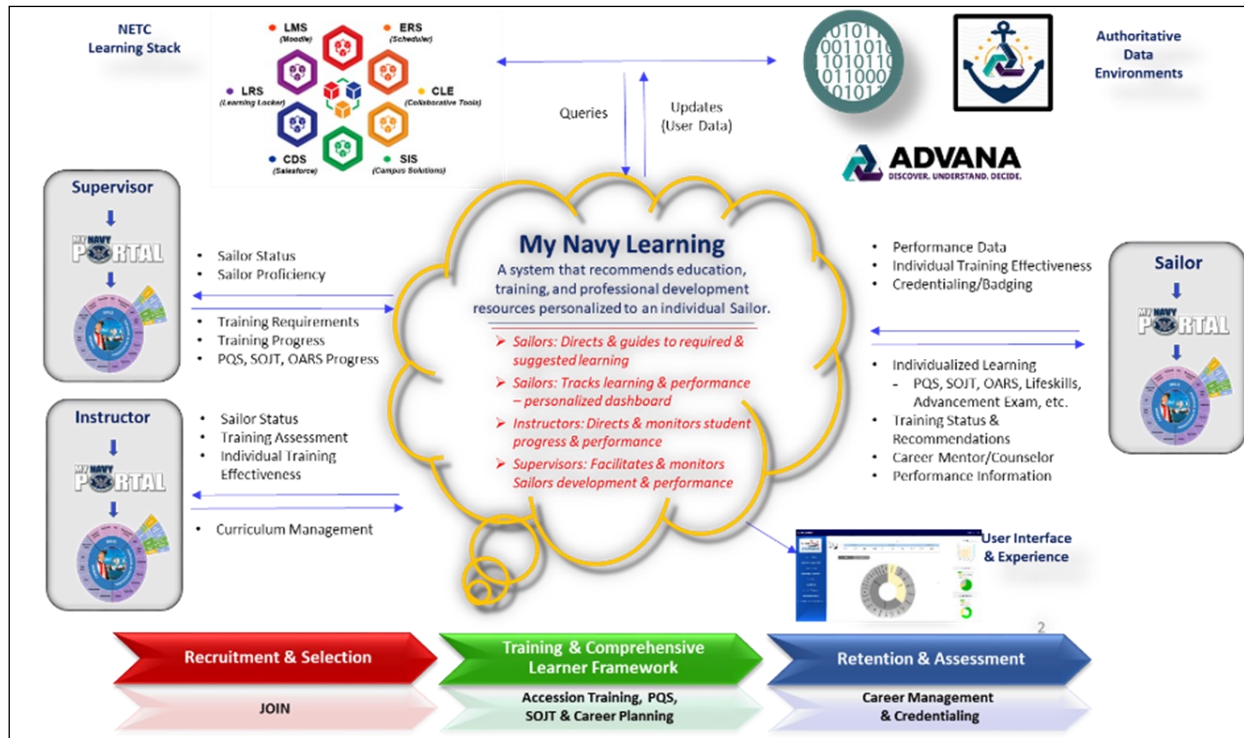 NETC
Learning Stack
LMS
(Moodle)
ERS
(Scheduler)
LRS
(Learning Locker)
CLE
(Collaborative Tools)
CDS
(Salesforce)
SIS
(Campus Solutions)
Queries
Updates
(User Data)
Authoritative
Data
Environments
ADVANA
DISCOVER. UNDERSTAND. DECIDE.
Supervisor
MY NAVY
PORTAL
• Sailor Status
• Sailor Proficiency
• Training Requirements
• Training Progress
• PQS, SOJT, OARS Progress
Instructor
MY NAVY
PORTAL
• Sailor Status
• Training Assessment
• Individual Training
Effectiveness
• Curriculum Management
My Navy Learning
A system that recommends education,
training, and professional development
resources personalized to an individual Sailor.
➢ Sailors: Directs & guides to required &
suggested learning
➢ Sailors: Tracks learning & performance
– personalized dashboard
➢ Instructors: Directs & monitors student
progress & performance
➢ Supervisors: Facilitates & monitors
Sailors development & performance
• Performance Data
• Individual Training Effectiveness
• Credentialing/Badging
• Individualized Learning
- PQS, SOJT, OARS, Lifeskills,
Advancement Exam, etc.
• Training Status &
Recommendations
• Career Mentor/Counselor
• Performance Information
Sailor
MY NAVY
PORTAL
User Interface
& Experience
2
Recruitment & Selection
JOIN
Training & Comprehensive
Learner Framework
Accession Training, PQS,
SOJT & Career Planning
Retention & Assessment
Career Management
& Credentialing